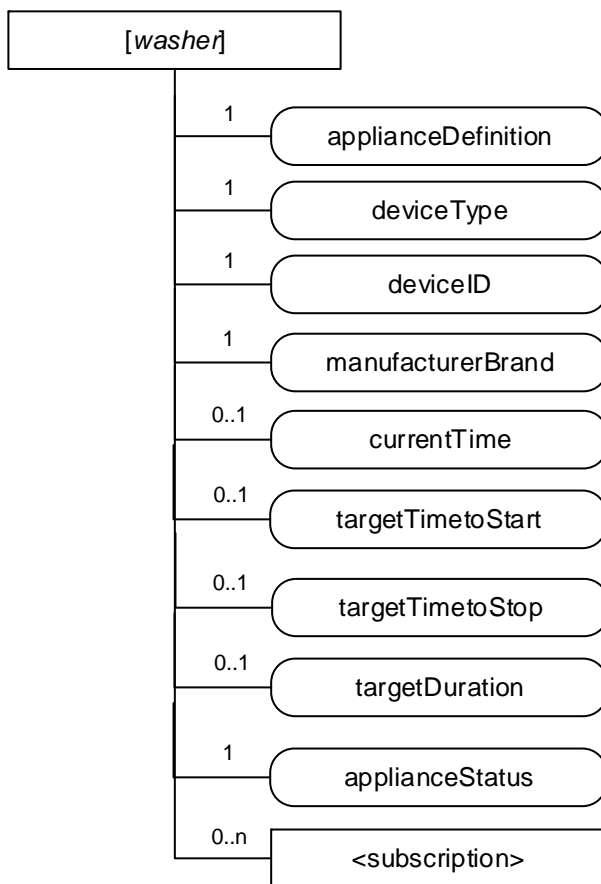 [washer]
1
applianceDefinition
1
deviceType
1
deviceID
1
manufacturerBrand
0..1
currentTime
0..1
targetTimetoStart
0..1
targetTimetoStop
0..1
targetDuration
1
applianceStatus
0..n
<subscription>